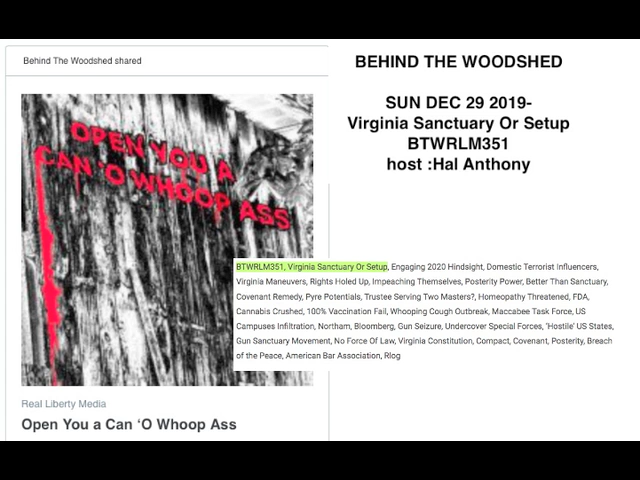 Behind The Woodshed shared
OPEN YOU A
CAN 'O WHOOP ASS
Real Liberty Media
Open You a Can ‘O Whoop Ass
BEHIND THE WOODSHED
SUN DEC 29 2019-
Virginia Sanctuary Or Setup
BTWRLM351
host :Hal Anthony
BTWRLM351, Virginia Sanctuary Or Setup, Engaging 2020 Hindsight, Domestic Terrorist Influencers,
Virginia Maneuvers, Rights Holed Up, Impeaching Themselves, Posterity Power, Better Than Sanctuary,
Covenant Remedy, Pyre Potentials, Trustee Serving Two Masters?, Homeopathy Threatened, FDA,
Cannabis Crushed, 100% Vaccination Fail, Whooping Cough Outbreak, Maccabee Task Force, US
Campuses Infiltration, Northam, Bloomberg, Gun Seizure, Undercover Special Forces, 'Hostile' US States,
Gun Sanctuary Movement, No Force Of Law, Virginia Constitution, Compact, Covenant, Posterity, Breach
of the Peace, American Bar Association, Rlog